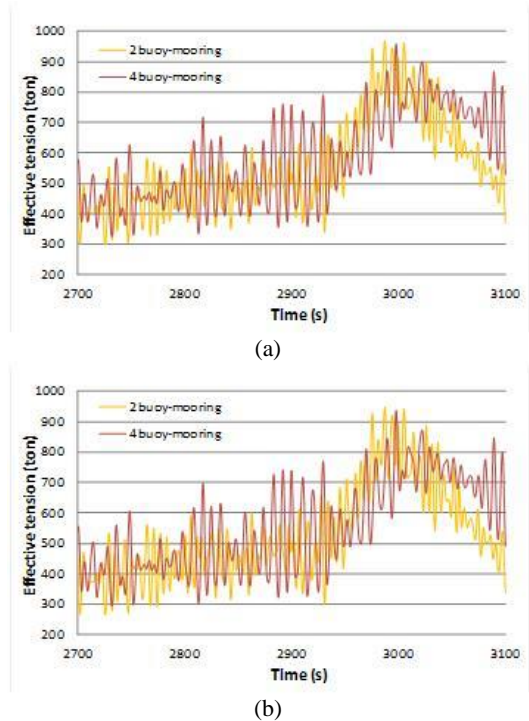 1000
900
800
700
600
500
400
300
200
Effective tension (ton)
2 buoy-mooring
4 buoy-mooring
2700 2800 2900 3000 3100
Time (s)
(a)
1000
900
800
700
600
500
400
300
200
Effective tension (ton)
2 buoy-mooring
4 buoy-mooring
2700 2800 2900 3000 3100
Time (s)
(b)